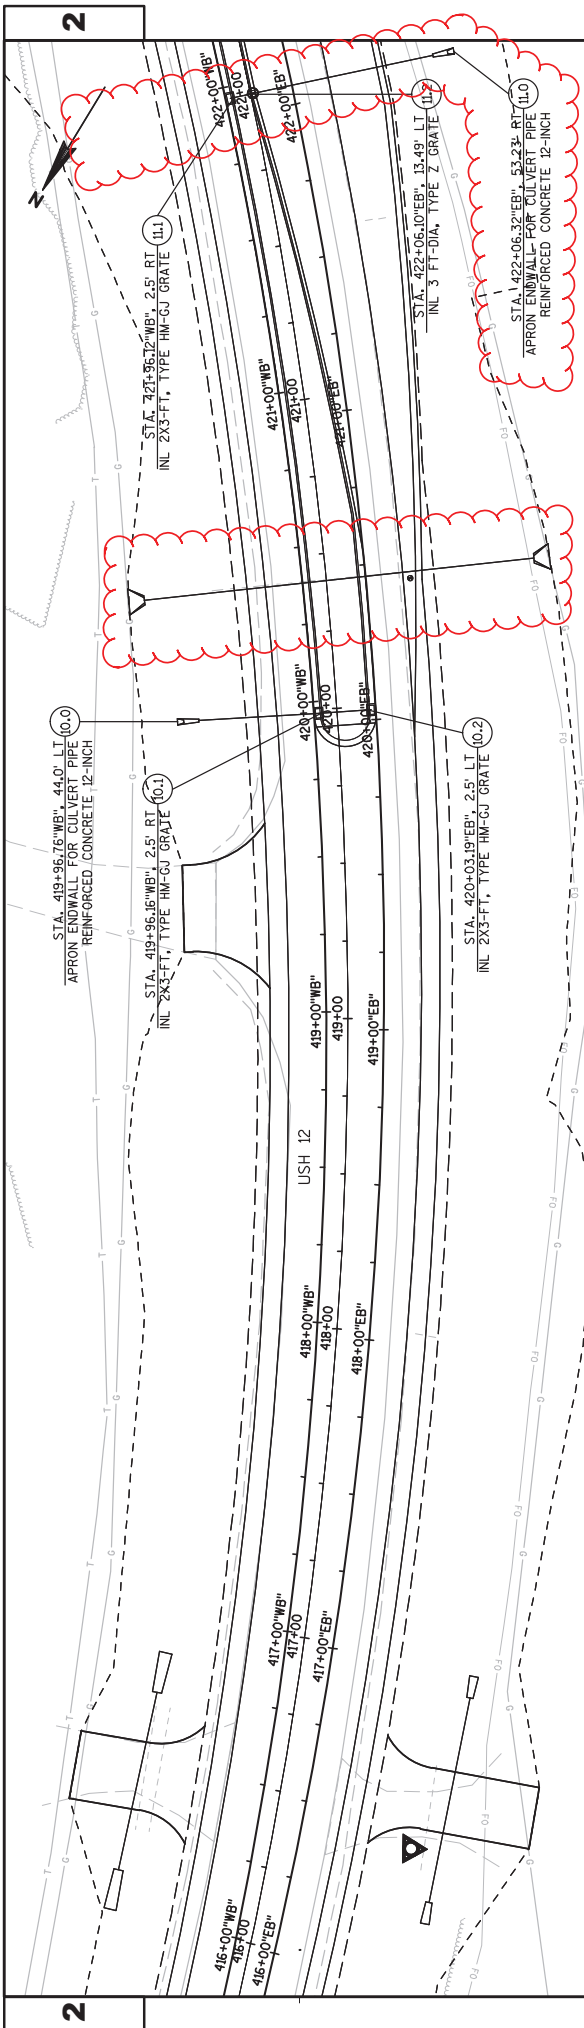 2
N
422+00"WB"
422+00
422+00"EB"
11.1
STA. 421+96.12"WB", 2.5' RT
INL 2X3-FT, TYPE HM-GJ GRATE
11.2
STA. 422+06.10"EB", 13.49' LT
INL 3 FT-DIA, TYPE Z GRATE
11.0
STA. 422+06.32"EB", 53.23' RT
APRON ENDWALL FOR CULVERT PIPE
REINFORCED CONCRETE 12-INCH
421+00"WB"
421+00
421+00"EB"
10.0
STA. 419+96.76"WB", 44.0' LT
APRON ENDWALL FOR CULVERT PIPE
REINFORCED CONCRETE 12-INCH
10.1
STA. 419+96.16"WB", 2.5' RT
INL 2X3-FT, TYPE HM-GJ GRATE
420+00"WB"
420+00
420+00"EB"
10.2
STA. 420+03.19"EB", 2.5' LT
INL 2X3-FT, TYPE HM-GJ GRATE
419+00"WB"
419+00
419+00"EB"
USH 12
418+00"WB"
418+00
418+00"EB"
417+00"WB"
417+00
417+00"EB"
416+00"WB"
416+00
416+00"EB"
T
G
FO
G
T
G
FO
G
T
G
FO
G
T
G
FO
G
2